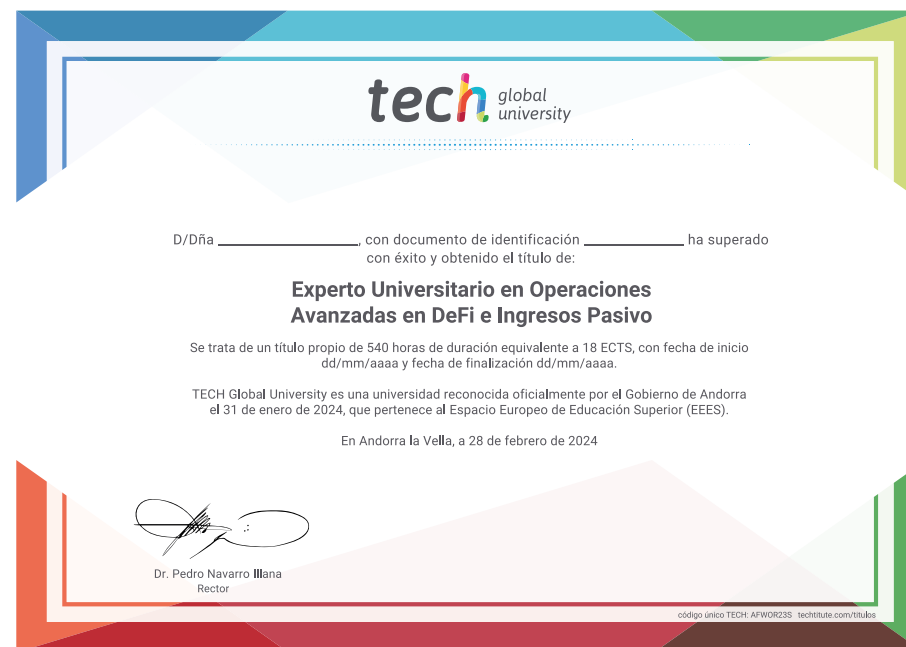 tech global university
D/Dña ____________________, con documento de identificación ______________ ha superado
con éxito y obtenido el título de:
Experto Universitario en Operaciones
Avanzadas en DeFi e Ingresos Pasivo
Se trata de un título propio de 540 horas de duración equivalente a 18 ECTS, con fecha de inicio
dd/mm/aaaa y fecha de finalización dd/mm/aaaa.
TECH Global University es una universidad reconocida oficialmente por el Gobierno de Andorra
el 31 de enero de 2024, que pertenece al Espacio Europeo de Educación Superior (EEES).
En Andorra la Vella, a 28 de febrero de 2024
Dr. Pedro Navarro Illana
Rector
código único TECH: AFWOR23S techtitute.com/titulos